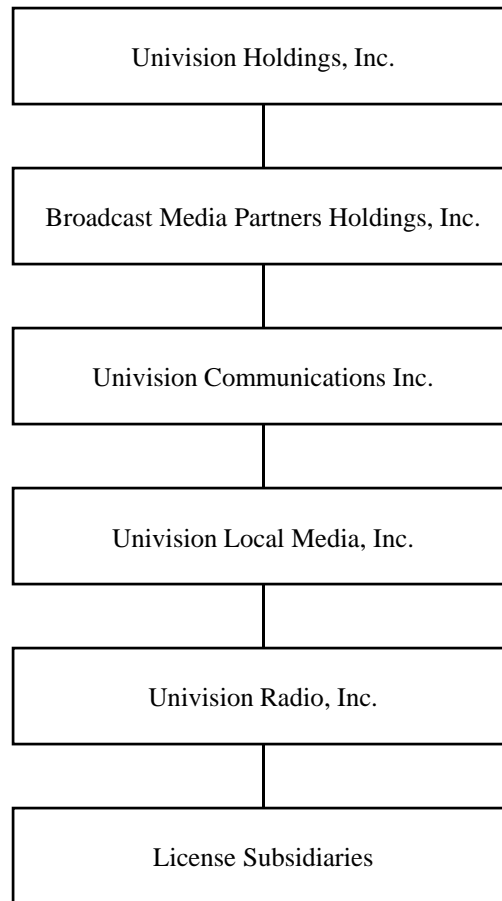 Univision Holdings, Inc.
Broadcast Media Partners Holdings, Inc.
Univision Communications Inc.
Univision Local Media, Inc.
Univision Radio, Inc.
License Subsidiaries